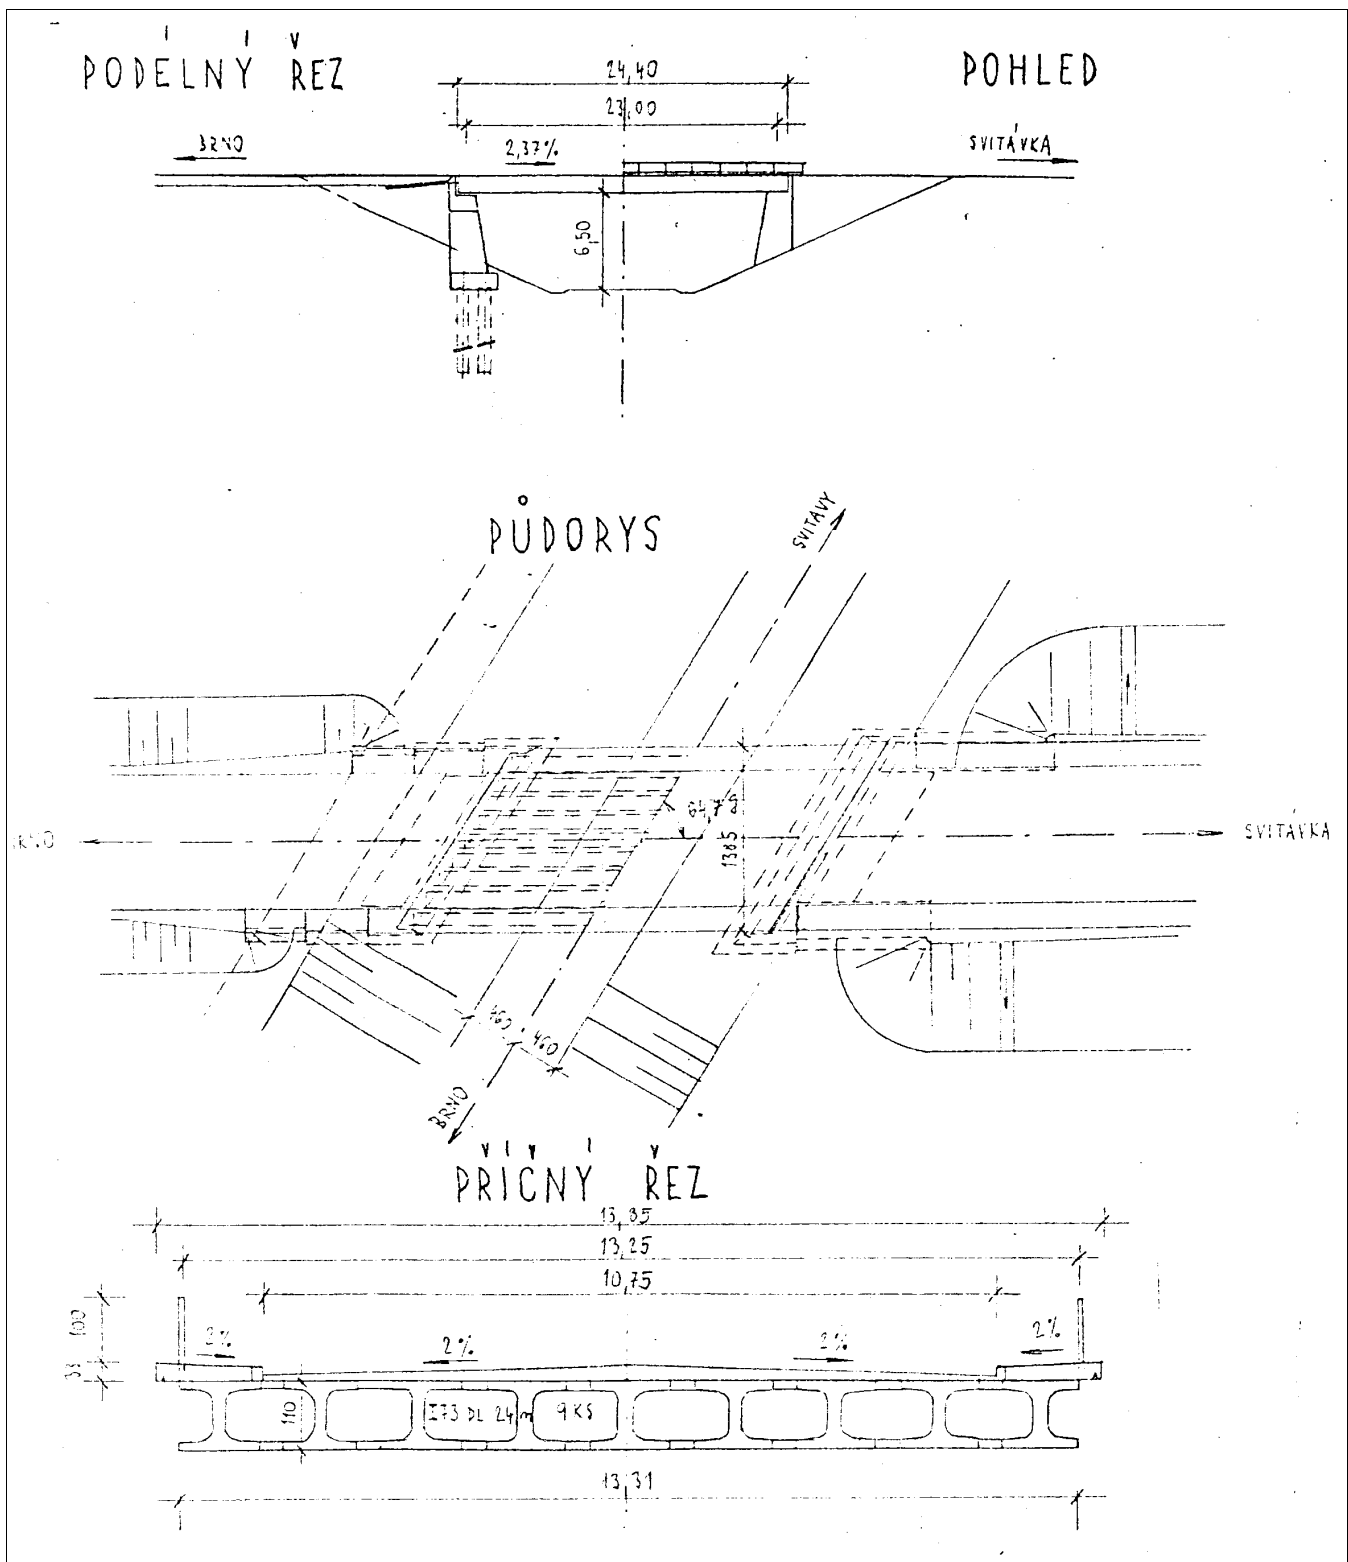 PODÉLNÝ ŘEZ
POHLED
24,40
23,00
BRNO
2,37%
SVITÁVKA
6,50
PŮDORYS
SVITAVY
64,7g
1385
BRNO
SVITÁVKA
460
460
BRNO
PŘÍČNÝ ŘEZ
13,85
13,25
10,75
100
33
2%
2%
2%
2%
110
I73 DL 24m
9 KS
13,31